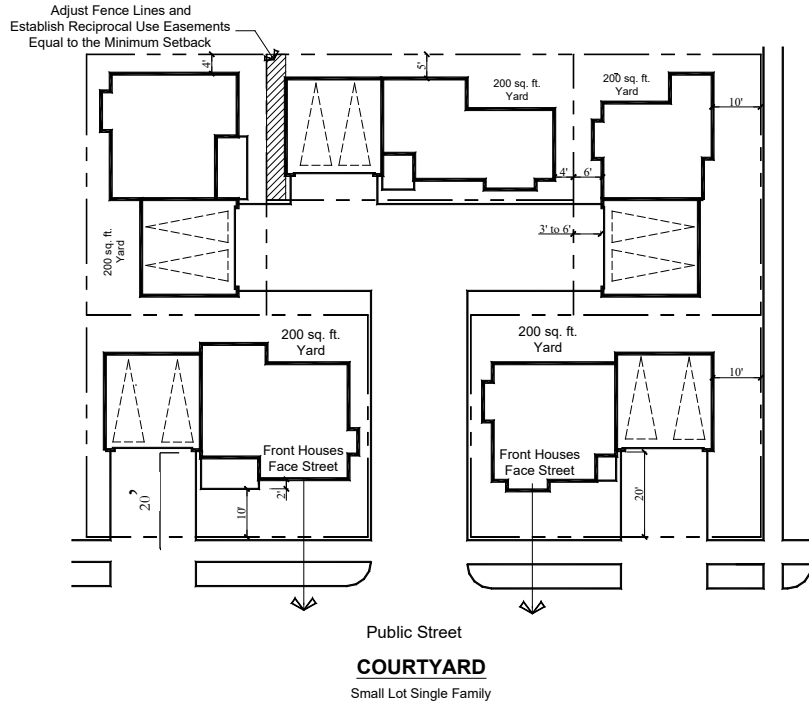 Adjust Fence Lines and
Establish Reciprocal Use Easements
Equal to the Minimum Setback
4'
5'
200 sq. ft.
Yard
200 sq. ft.
Yard
10'
4'
6'
3' to 6'
200 sq. ft.
Yard
200 sq. ft.
Yard
200 sq. ft.
Yard
10'
Front Houses
Face Street
Front Houses
Face Street
20’
10'
2'
20'
Public Street
COURTYARD
Small Lot Single Family